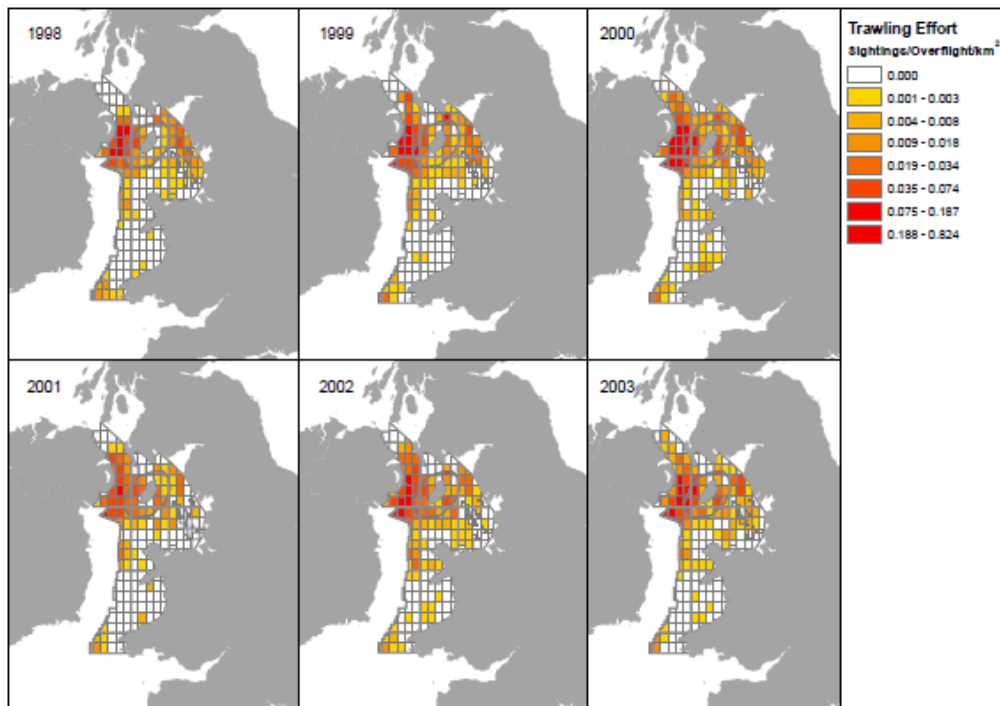 1998
1999
2000
Trawling Effort
Sightings/Overflight/km²
0.000
0.001 - 0.003
0.004 - 0.008
0.009 - 0.018
0.019 - 0.034
0.035 - 0.074
0.075 - 0.187
0.188 - 0.824
2001
2002
2003